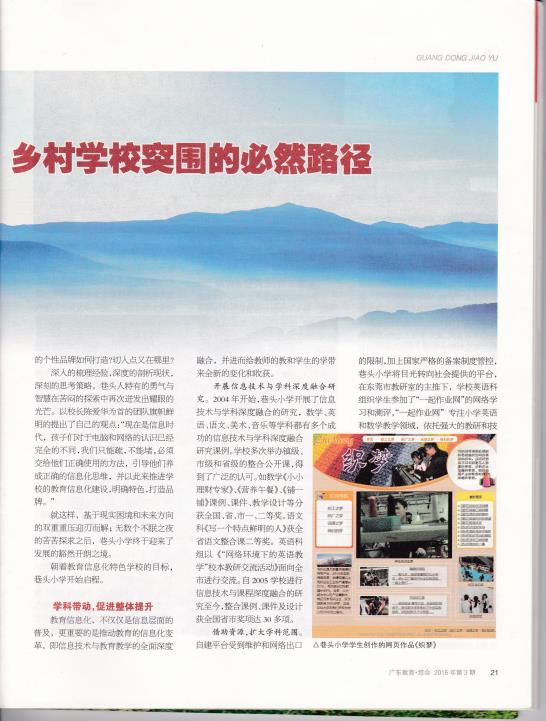 GUANG DONG JIAO YU
乡村学校突围的必然路径
的个性品牌如何打造?切入点又在哪里?
深入的梳理经验,深度的剖析现状,
深刻的思考策略,巷头人特有的勇气与
智慧在苦闷的探索中再次迸发出耀眼的
光芒。以校长陈爱华为首的团队旗帜鲜
明的提出了自己的观点:“现在是信息时
代,孩子们对于电脑和网络的认识已经
完全的不同,我们只能疏,不能堵,必须
交给他们正确使用的方法,引导他们养
成正确的信息化思维,并以此来推进学
校的教育信息化建设,明确特色,打造品
牌。”
就这样,基于现实困境和未来方向
的双重重压迎刃而解;无数个不眠之夜
的苦苦探求之后,巷头小学终于迎来了
发展的豁然开朗之境。
朝着教育信息化特色学校的目标,
巷头小学开始启程。
学科带动,促进整体提升
教育信息化,不仅仅是信息层面的
普及,更重要的是推动教育的信息化变
革,即信息技术与教育教学的全面深度
融合,并进而给教师的教和学生的学带
来全新的变化和收获。
开展信息技术与学科深度融合研
究。2004年开始,巷头小学开展了信息
技术与学科深度融合的研究,数学、英
语、语文、美术、音乐等学科都有多个成
功的信息技术与学科深度融合
研究课例,学校多次举办镇级、
市级和省级的整合公开课,得
到了广泛的认可。如数学《小小
理财专家》、《营养午餐》、《铺一
铺》课例、课件、教学设计等分
获全国、省、市一、二等奖。语文
科《写一个特点鲜明的人》获全
省语文整合课二等奖。英语科
组以《“网络环境下的英语教
学”校本教研交流活动》面向全
市进行交流。自2005学校进行
信息技术与课程深度融合的研
究至今,整合课例、课件及设计
获全国省市奖项达30多项。
借助资源,扩大学科范围。
自建平台受到维护和网络出口
的限制,加上国家严格的备案制度管控,
巷头小学将目光转向社会提供的平台,
在东莞市教研室的主推下,学校英语科
组织学生参加了“一起作业网”的网络学
习和测评,“一起作业网”专注小学英语
和数学教学领域,依托强大的教研和技
织梦
△巷头小学学生创作的网页作品《织梦》
广东教育·综合 2016年第3期 21